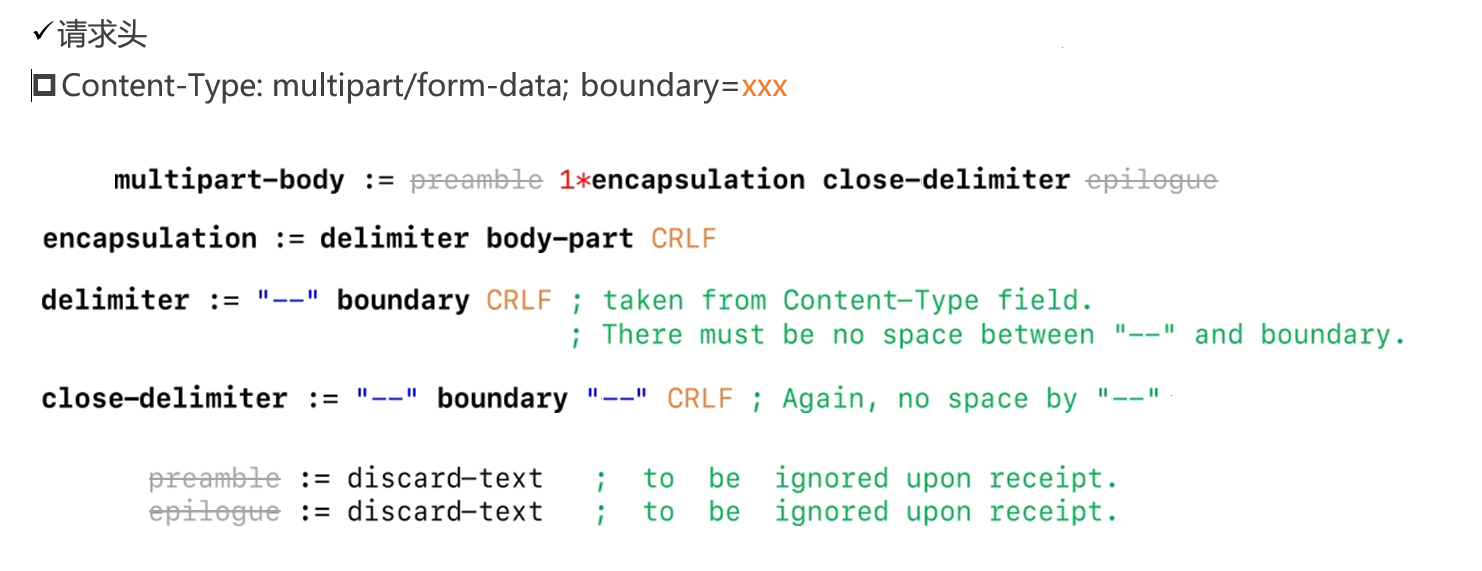 ✓请求头
Content-Type: multipart/form-data; boundary=xxx
multipart-body := preamble 1*encapsulation close-delimiter epilogue
encapsulation := delimiter body-part CRLF
delimiter := "--" boundary CRLF ; taken from Content-Type field.
; There must be no space between "--" and boundary.
close-delimiter := "--" boundary "--" CRLF ; Again, no space by "--"
preamble := discard-text ; to be ignored upon receipt.
epilogue := discard-text ; to be ignored upon receipt.